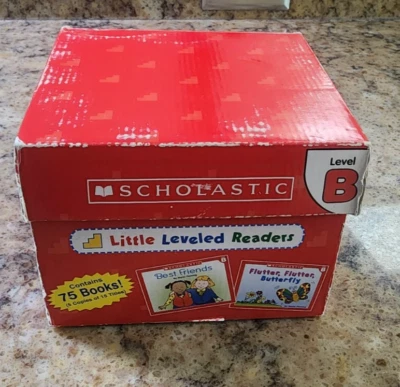 Level
B
SCHOLASTIC
Little Leveled Readers
Contains
75 Books!
(5 Copies of 15 Titles)
Best Friends
Flutter, Flutter,
Butterfly